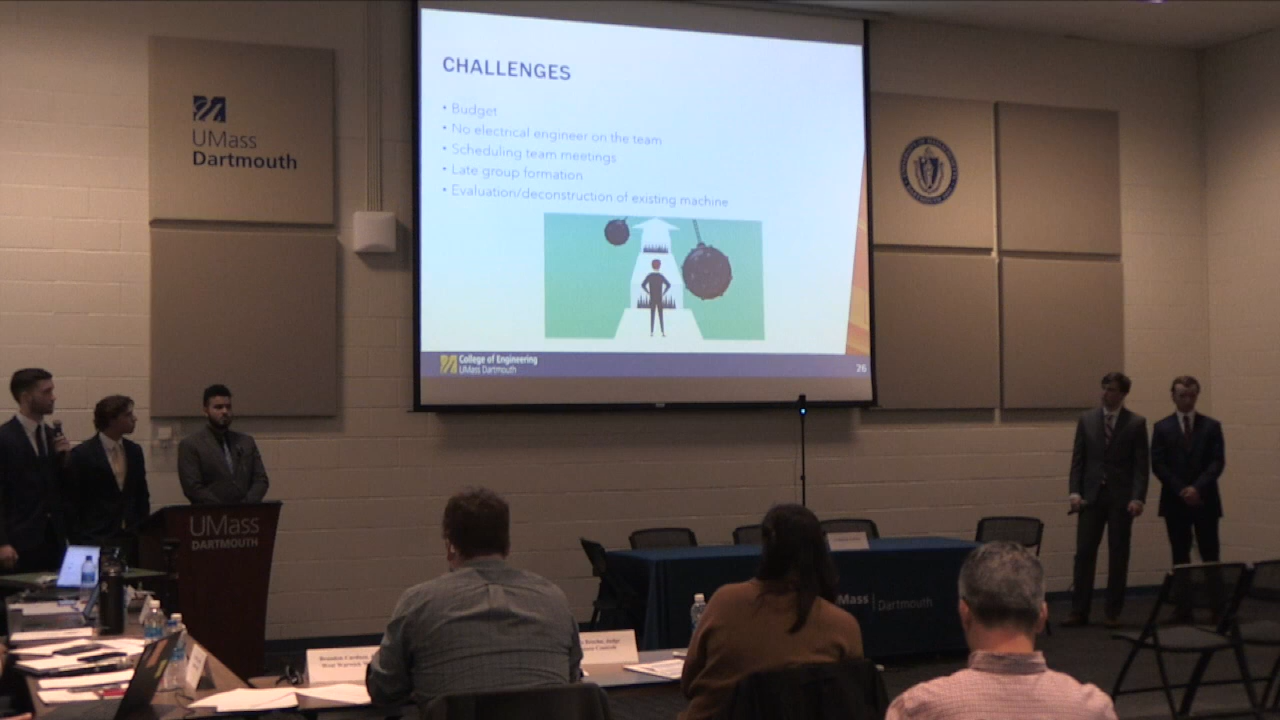 CHALLENGES
• Budget
• No electrical engineer on the team
• Scheduling team meetings
• Late group formation
• Evaluation/deconstruction of existing machine
College of Engineering
UMass Dartmouth
26
UMass
Dartmouth
UMass
DARTMOUTH
UMass | Dartmouth
Judge